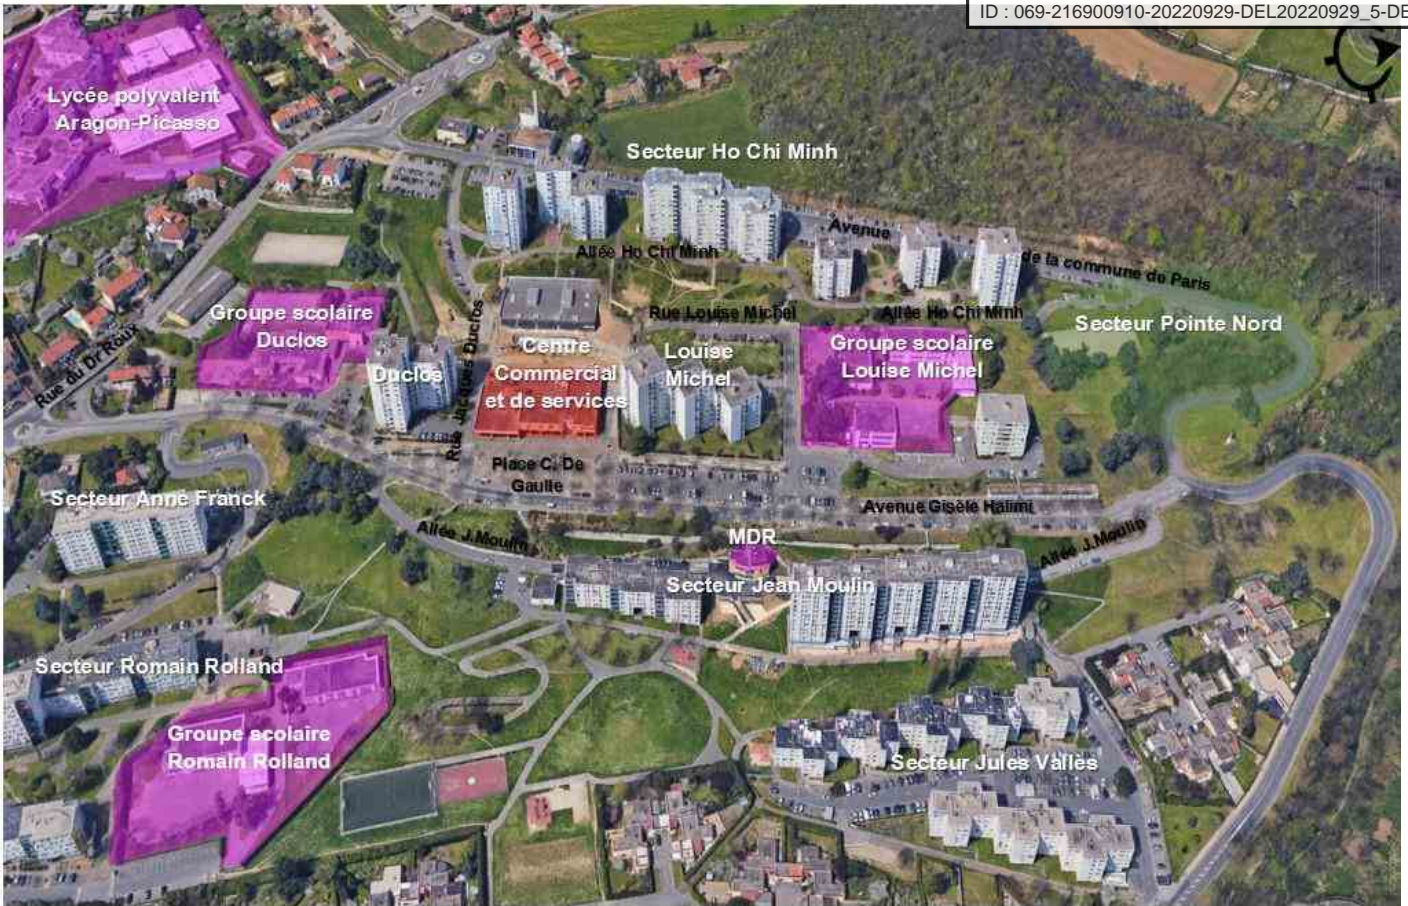 ID : 069-216900910-20220929-DEL20220929_5-DE
Lycée polyvalent
Aragon-Picasso
Secteur Ho Chi Minh
Avenue
de la commune de Paris
Allée Ho Chi Minh
Rue Louise Michel
Allée Ho Chi Minh
Secteur Pointe Nord
Groupe scolaire
Duclos
Rue du Dr Roux
Duclos
Rue Jacques Duclos
Centre
Commercial
et de services
Louise
Michel
Groupe scolaire
Louise Michel
Place C. De
Gaulle
Avenue Gisèle Halimi
Secteur Anne Franck
Allée J.Moulin
MDR
Allée J.Moulin
Secteur Jean Moulin
Secteur Romain Rolland
Groupe scolaire
Romain Rolland
Secteur Jules Vallès